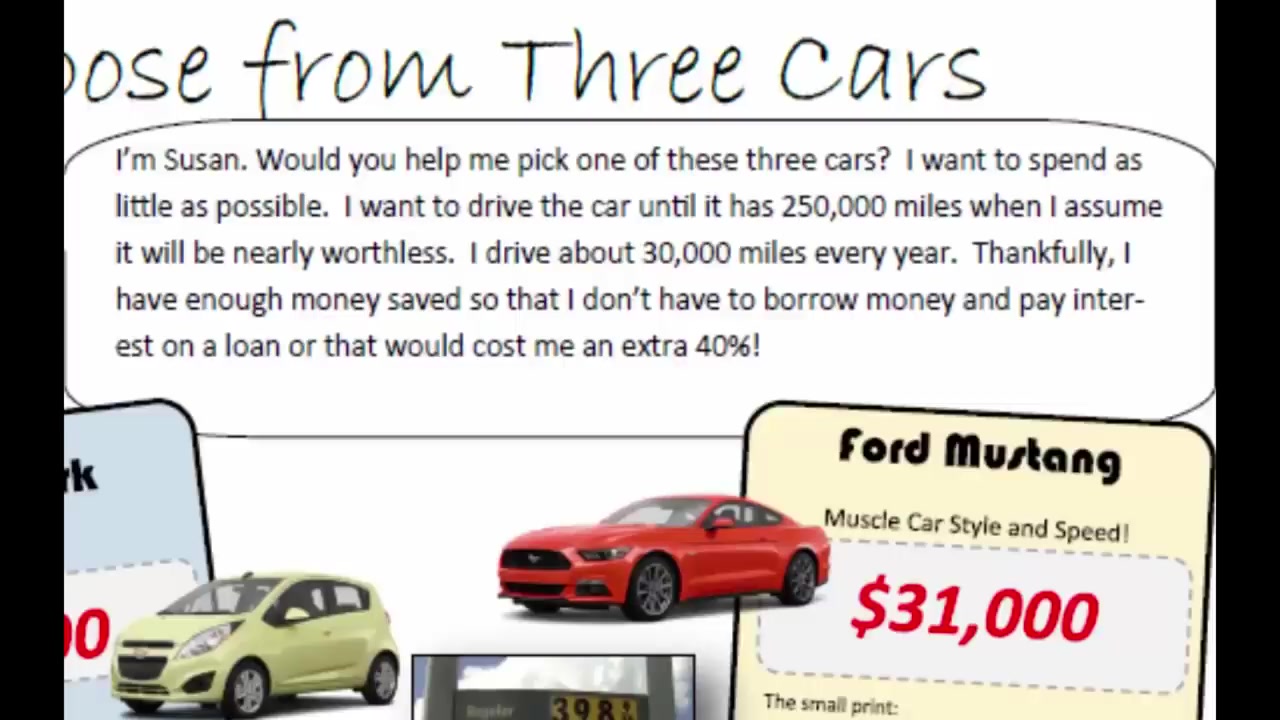 oose from Three Cars
I'm Susan. Would you help me pick one of these three cars?  I want to spend as
little as possible.  I want to drive the car until it has 250,000 miles when I assume
it will be nearly worthless.  I drive about 30,000 miles every year.  Thankfully, I
have enough money saved so that I don't have to borrow money and pay inter-
est on a loan or that would cost me an extra 40%!
rk
Ford Mustang
Muscle Car Style and Speed!
00
$31,000
The small print:
Regular
398